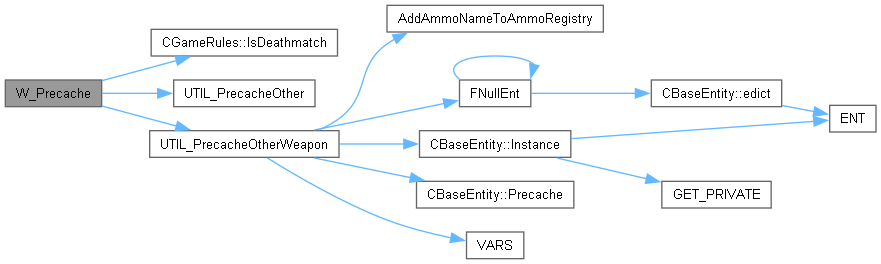 AddAmmoNameToAmmoRegistry
CGameRules::IsDeathmatch
W_Precache
UTIL_PrecacheOther
FNullEnt
CBaseEntity::edict
ENT
UTIL_PrecacheOtherWeapon
CBaseEntity::Instance
CBaseEntity::Precache
GET_PRIVATE
VARS